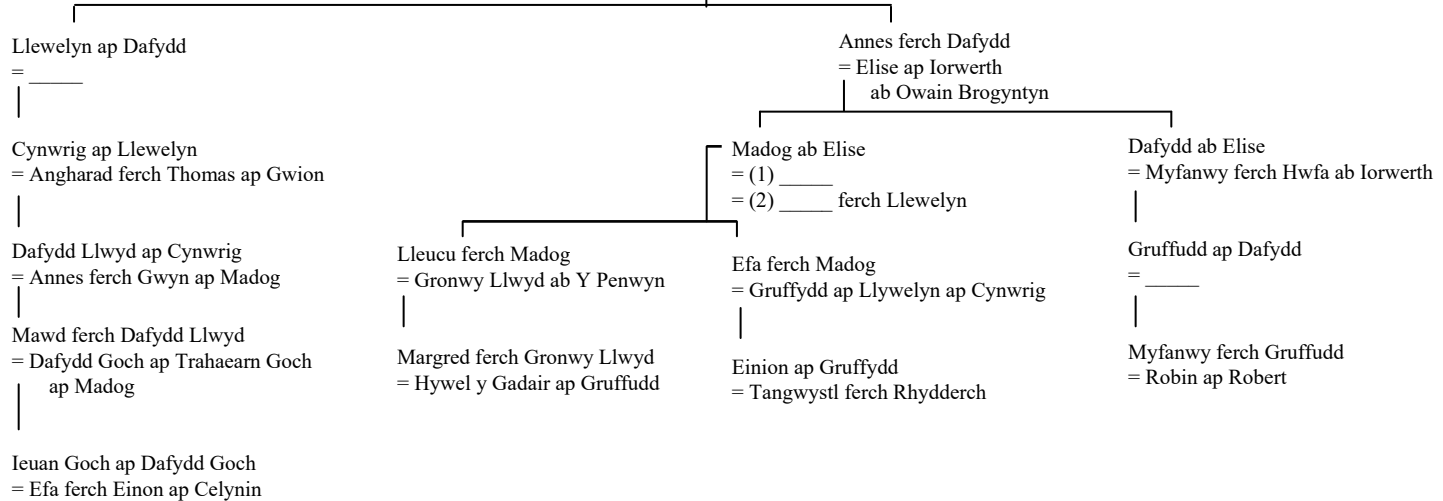 Llewelyn ap Dafydd
= _____
Annes ferch Dafydd
= Elise ap Iorwerth
ab Owain Brogyntyn
Cynwrig ap Llewelyn
= Angharad ferch Thomas ap Gwion
Madog ab Elise
= (1) _____
= (2) _____ ferch Llewelyn
Dafydd ab Elise
= Myfanwy ferch Hwfa ab Iorwerth
Dafydd Llwyd ap Cynwrig
= Annes ferch Gwyn ap Madog
Lleucu ferch Madog
= Gronwy Llwyd ab Y Penwyn
Efa ferch Madog
= Gruffydd ap Llywelyn ap Cynwrig
Gruffudd ap Dafydd
= _____
Mawd ferch Dafydd Llwyd
= Dafydd Goch ap Trahaearn Goch
ap Madog
Margred ferch Gronwy Llwyd
= Hywel y Gadair ap Gruffudd
Einion ap Gruffydd
= Tangwystl ferch Rhydderch
Myfanwy ferch Gruffudd
= Robin ap Robert
Ieuan Goch ap Dafydd Goch
= Efa ferch Einon ap Celynin